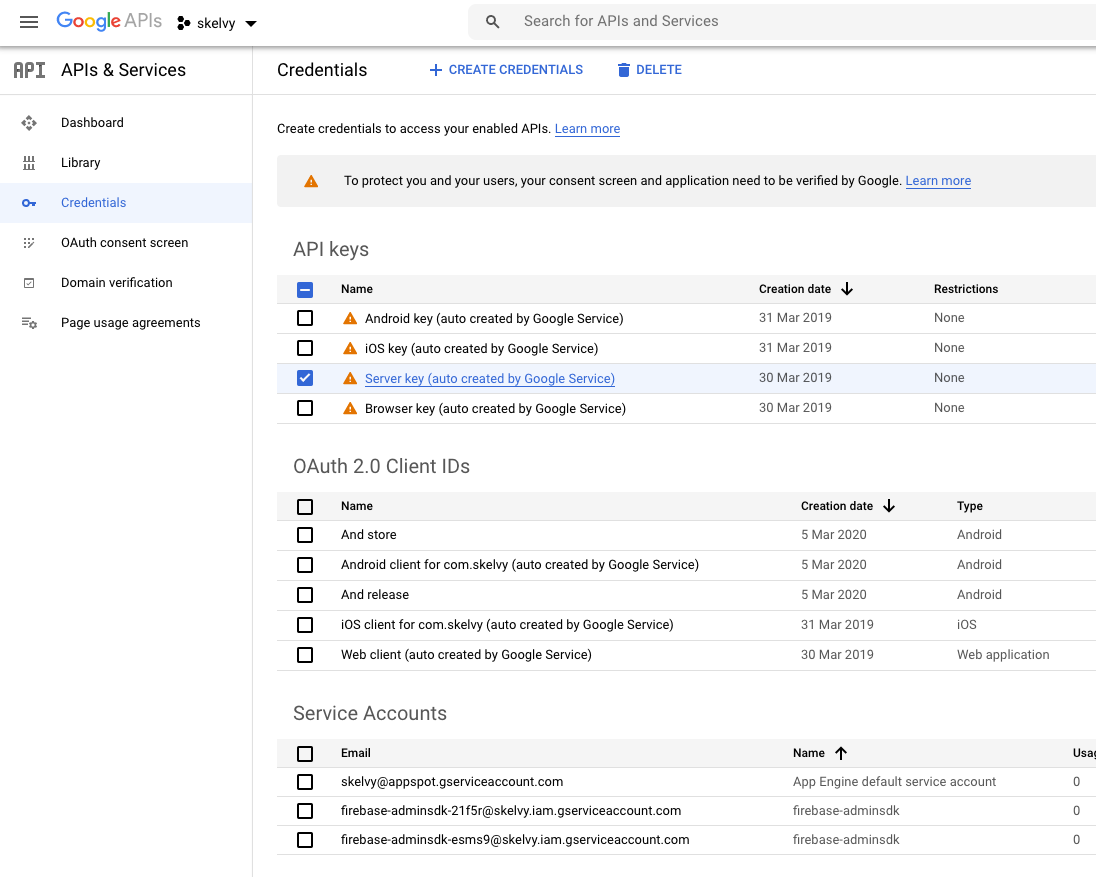 Google APIs skelvy Search for APIs and Services
API APIs & Services Credentials CREATE CREDENTIALS DELETE
Dashboard
Library
Credentials
OAuth consent screen
Domain verification
Page usage agreements
Create credentials to access your enabled APIs. Learn more
To protect you and your users, your consent screen and application need to be verified by Google. Learn more
API keys
Name Creation date Restrictions
Android key (auto created by Google Service) 31 Mar 2019 None
iOS key (auto created by Google Service) 31 Mar 2019 None
Server key (auto created by Google Service) 30 Mar 2019 None
Browser key (auto created by Google Service) 30 Mar 2019 None
OAuth 2.0 Client IDs
Name Creation date Type
And store 5 Mar 2020 Android
Android client for com.skelvy (auto created by Google Service) 5 Mar 2020 Android
And release 5 Mar 2020 Android
iOS client for com.skelvy (auto created by Google Service) 31 Mar 2019 iOS
Web client (auto created by Google Service) 30 Mar 2019 Web application
Service Accounts
Email Name Usag
skelvy@appspot.gserviceaccount.com App Engine default service account 0
firebase-adminsdk-21f5r@skelvy.iam.gserviceaccount.com firebase-adminsdk 0
firebase-adminsdk-esms9@skelvy.iam.gserviceaccount.com firebase-adminsdk 0